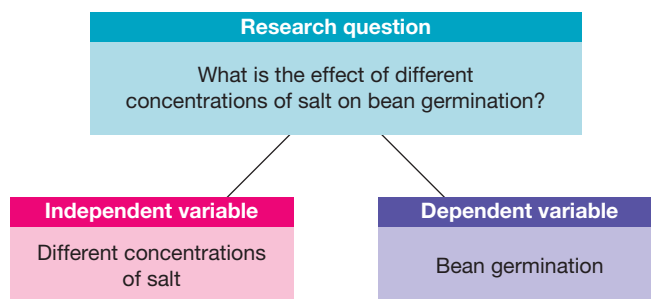 Research question
What is the effect of different
concentrations of salt on bean germination?
Independent variable
Different concentrations
of salt
Dependent variable
Bean germination